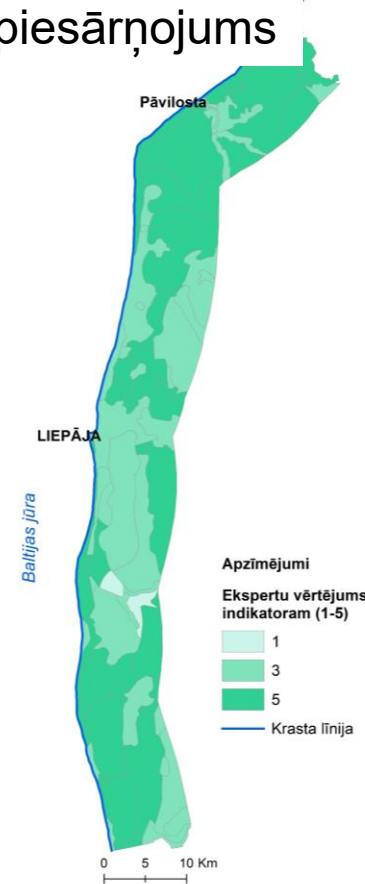 piesārņojums
Pāvilosta
LIEPĀJA
Baltijas jūra
Apzīmējumi
Ekspertu vērtējums
indikatoram (1-5)
1
3
5
Krasta līnija
0 5 10 Km